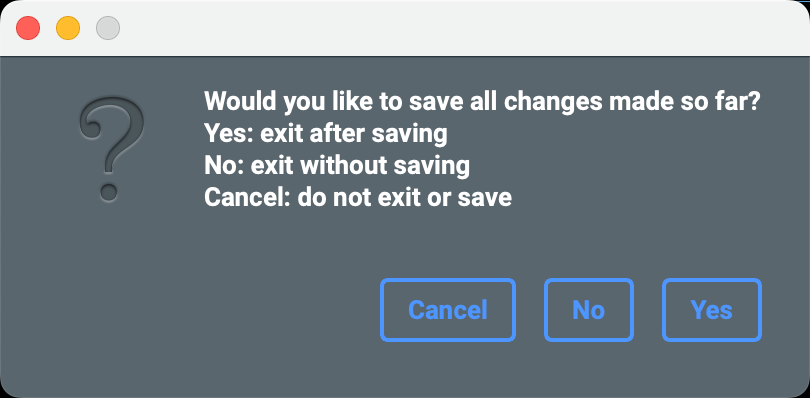 Would you like to save all changes made so far?
Yes: exit after saving
No: exit without saving
Cancel: do not exit or save
Cancel No Yes